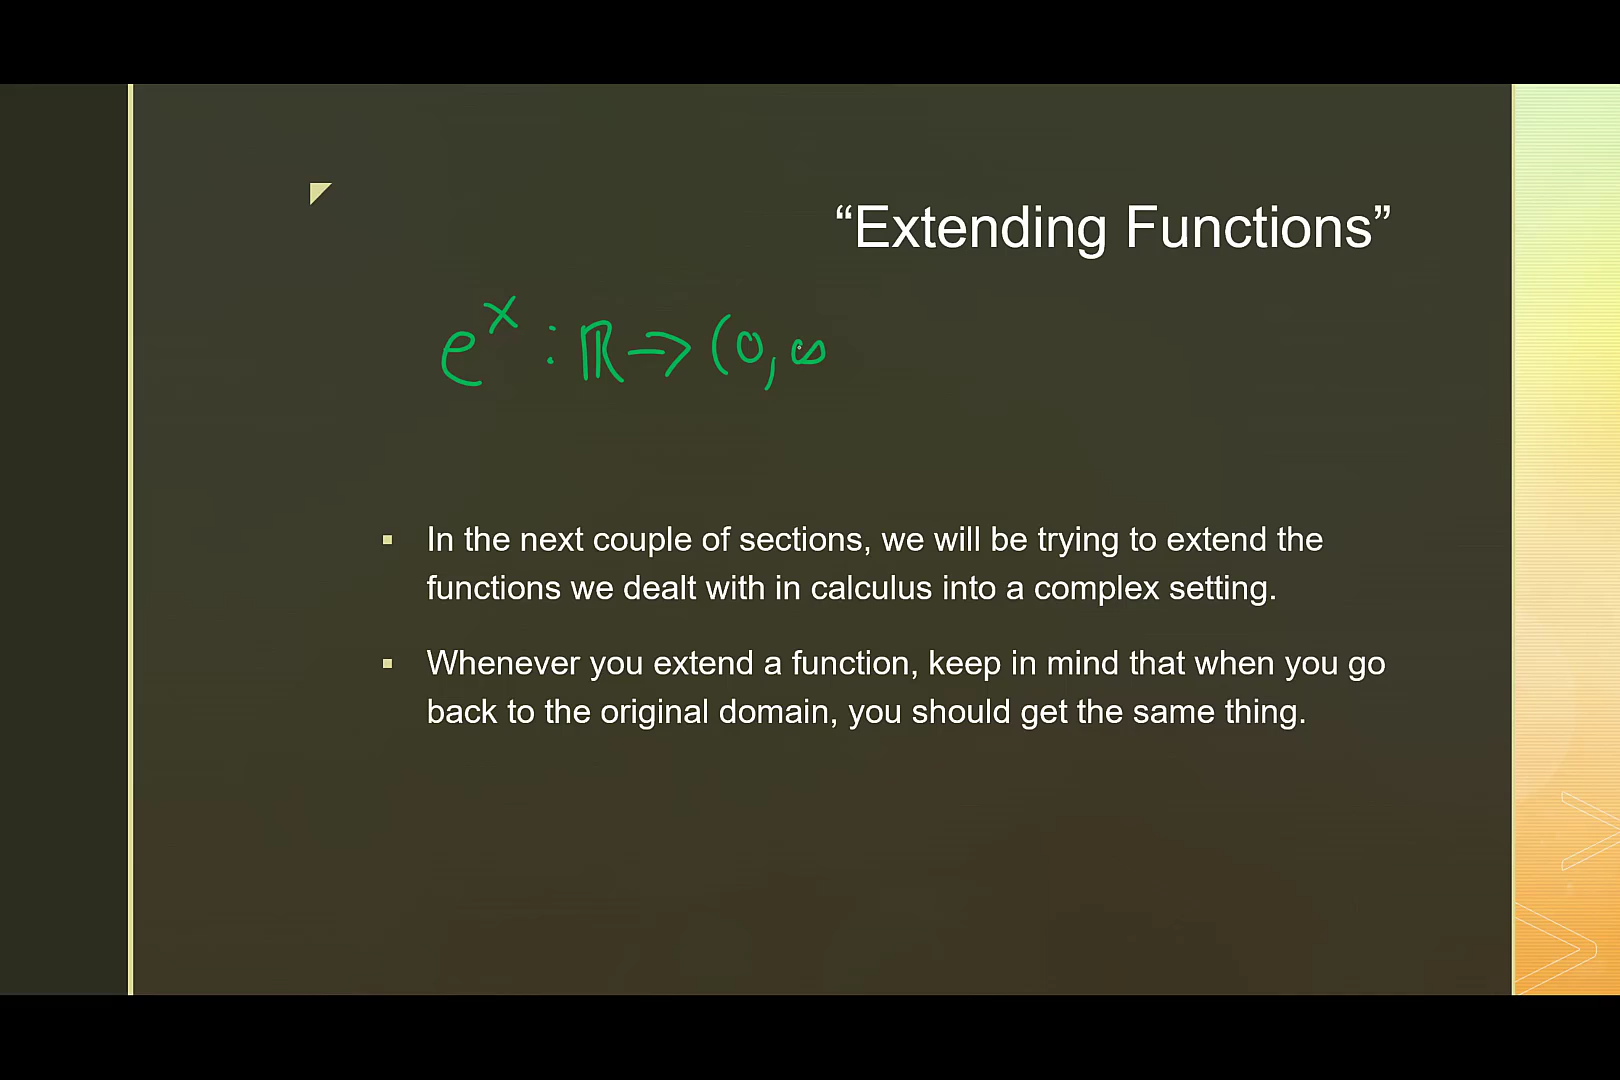 “Extending Functions”
e^x : ℝ → (0, ∞
▪ In the next couple of sections, we will be trying to extend the
functions we dealt with in calculus into a complex setting.
▪ Whenever you extend a function, keep in mind that when you go
back to the original domain, you should get the same thing.